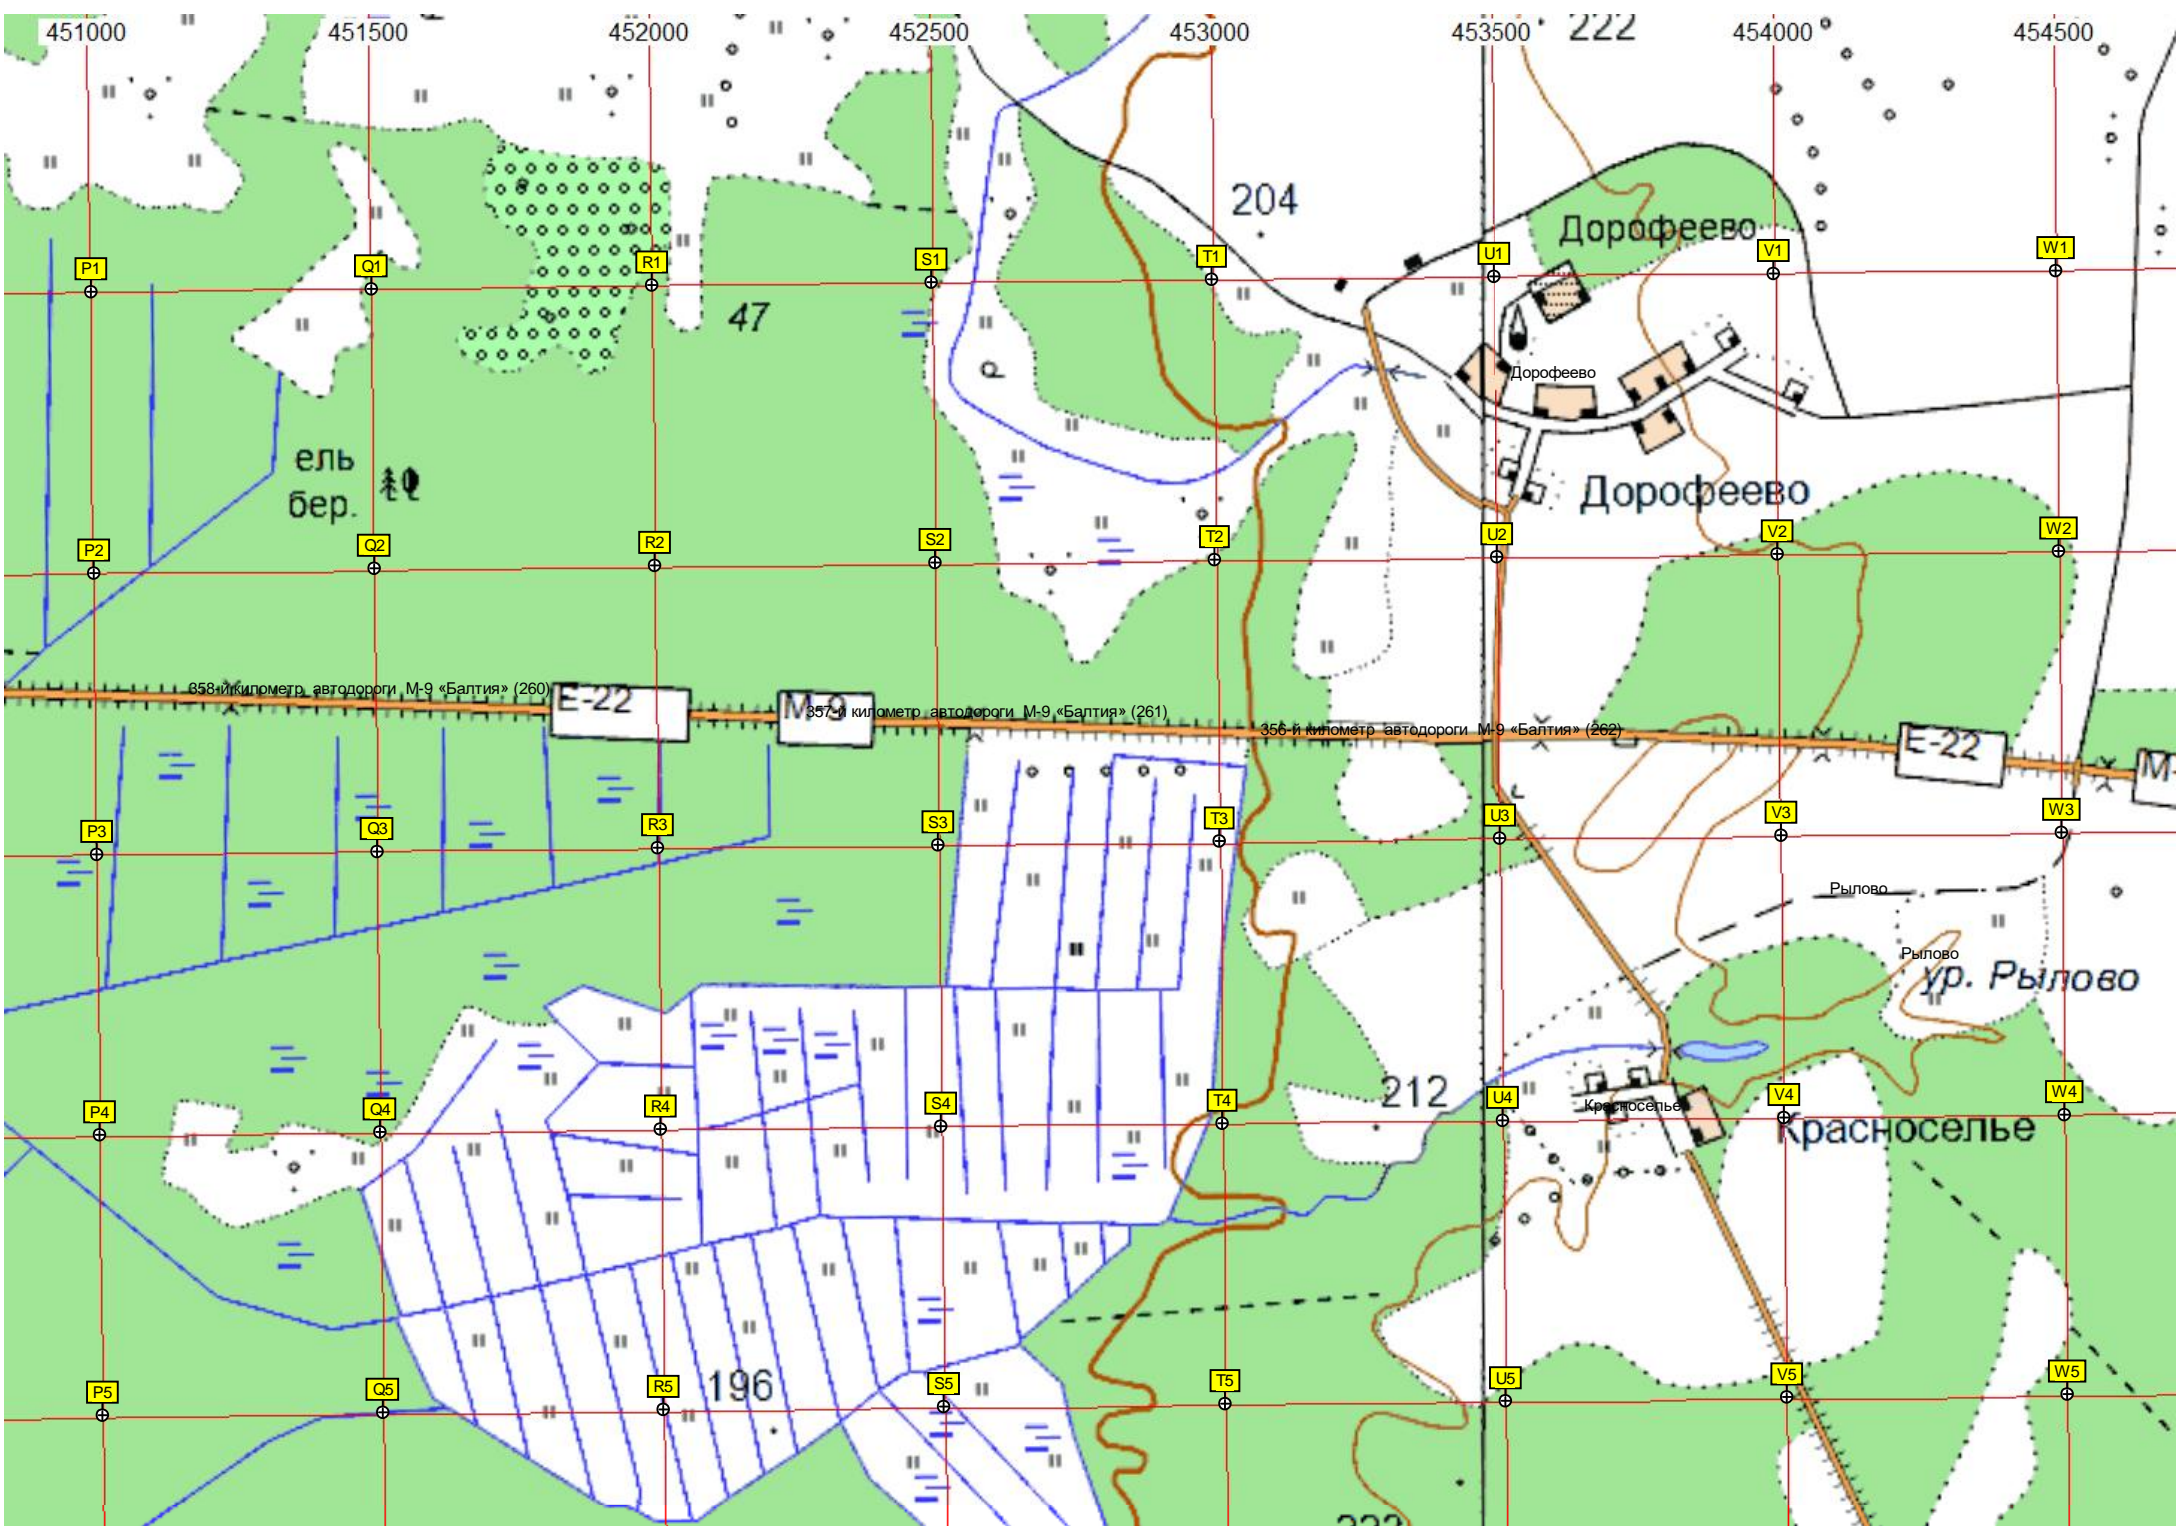 451000 451500 452000 452500 453000 453500 454000 454500
222
204
Дорофеево
P1 Q1 R1 S1 T1 U1 V1 W1
47
Дорофеево
ель
бер.
Дорофеево
P2 Q2 R2 S2 T2 U2 V2 W2
358-й километр автодороги М-9 «Балтия» (260)
E-22
М-9
357-й километр автодороги М-9 «Балтия» (261)
356-й километр автодороги М-9 «Балтия» (262)
E-22
М-
P3 Q3 R3 S3 T3 U3 V3 W3
Рылово
Рылово
ур. Рылово
212
Красноселье
P4 Q4 R4 S4 T4 U4 V4 W4
Красноселье
196
P5 Q5 R5 S5 T5 U5 V5 W5